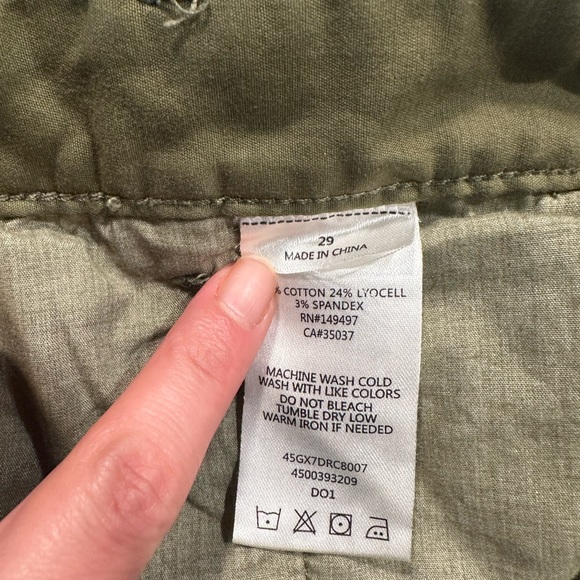 29
MADE IN CHINA
% COTTON 24% LYOCELL
3% SPANDEX
RN#149497
CA#35037
MACHINE WASH COLD
WASH WITH LIKE COLORS
DO NOT BLEACH
TUMBLE DRY LOW
WARM IRON IF NEEDED
45GX7DRC8007
4500393209
DO1